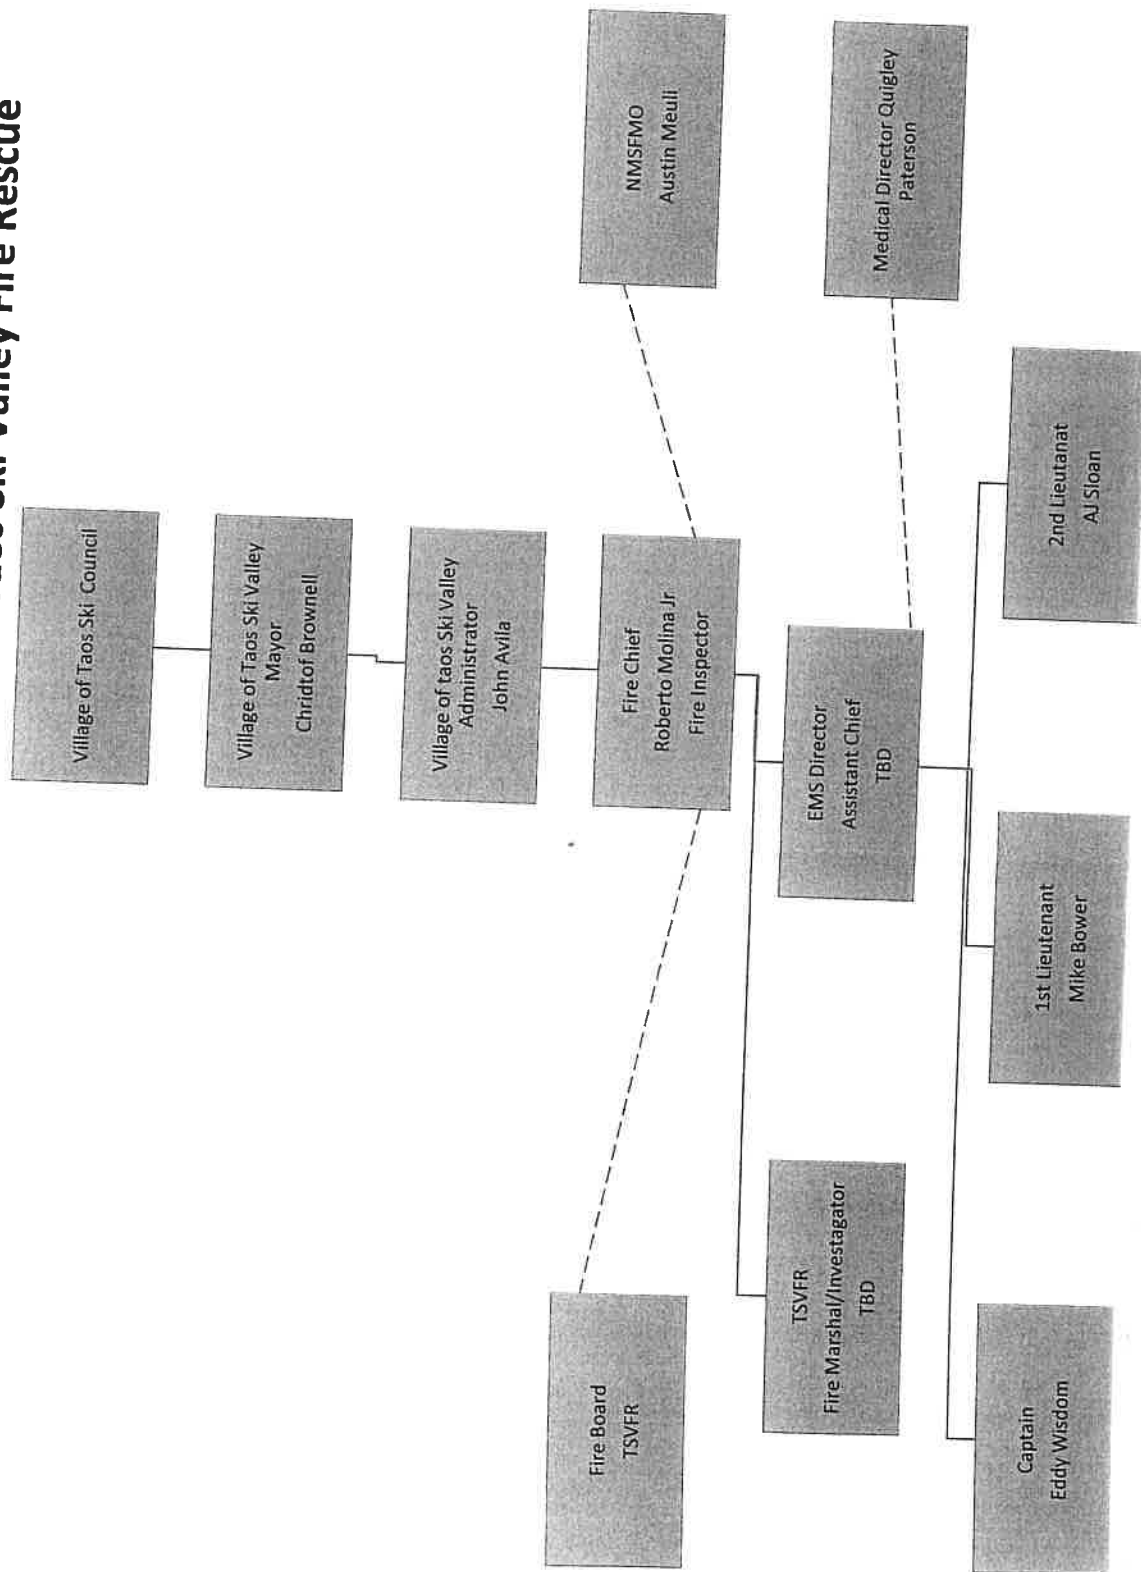 Taos Ski Valley Fire Rescue
Village of Taos Ski Council
Village of Taos Ski Valley
Mayor
Chridtof Brownell
Village of taos Ski Valley
Administrator
John Avila
Fire Board
TSVFR
Fire Chief
Roberto Molina Jr
Fire Inspector
NMSFMO
Austin Meuli
TSVFR
Fire Marshal/Investagator
TBD
EMS Director
Assistant Chief
TBD
Medical Director Quigley
Paterson
Captain
Eddy Wisdom
1st Lieutenant
Mike Bower
2nd Lieutanat
AJ Sloan